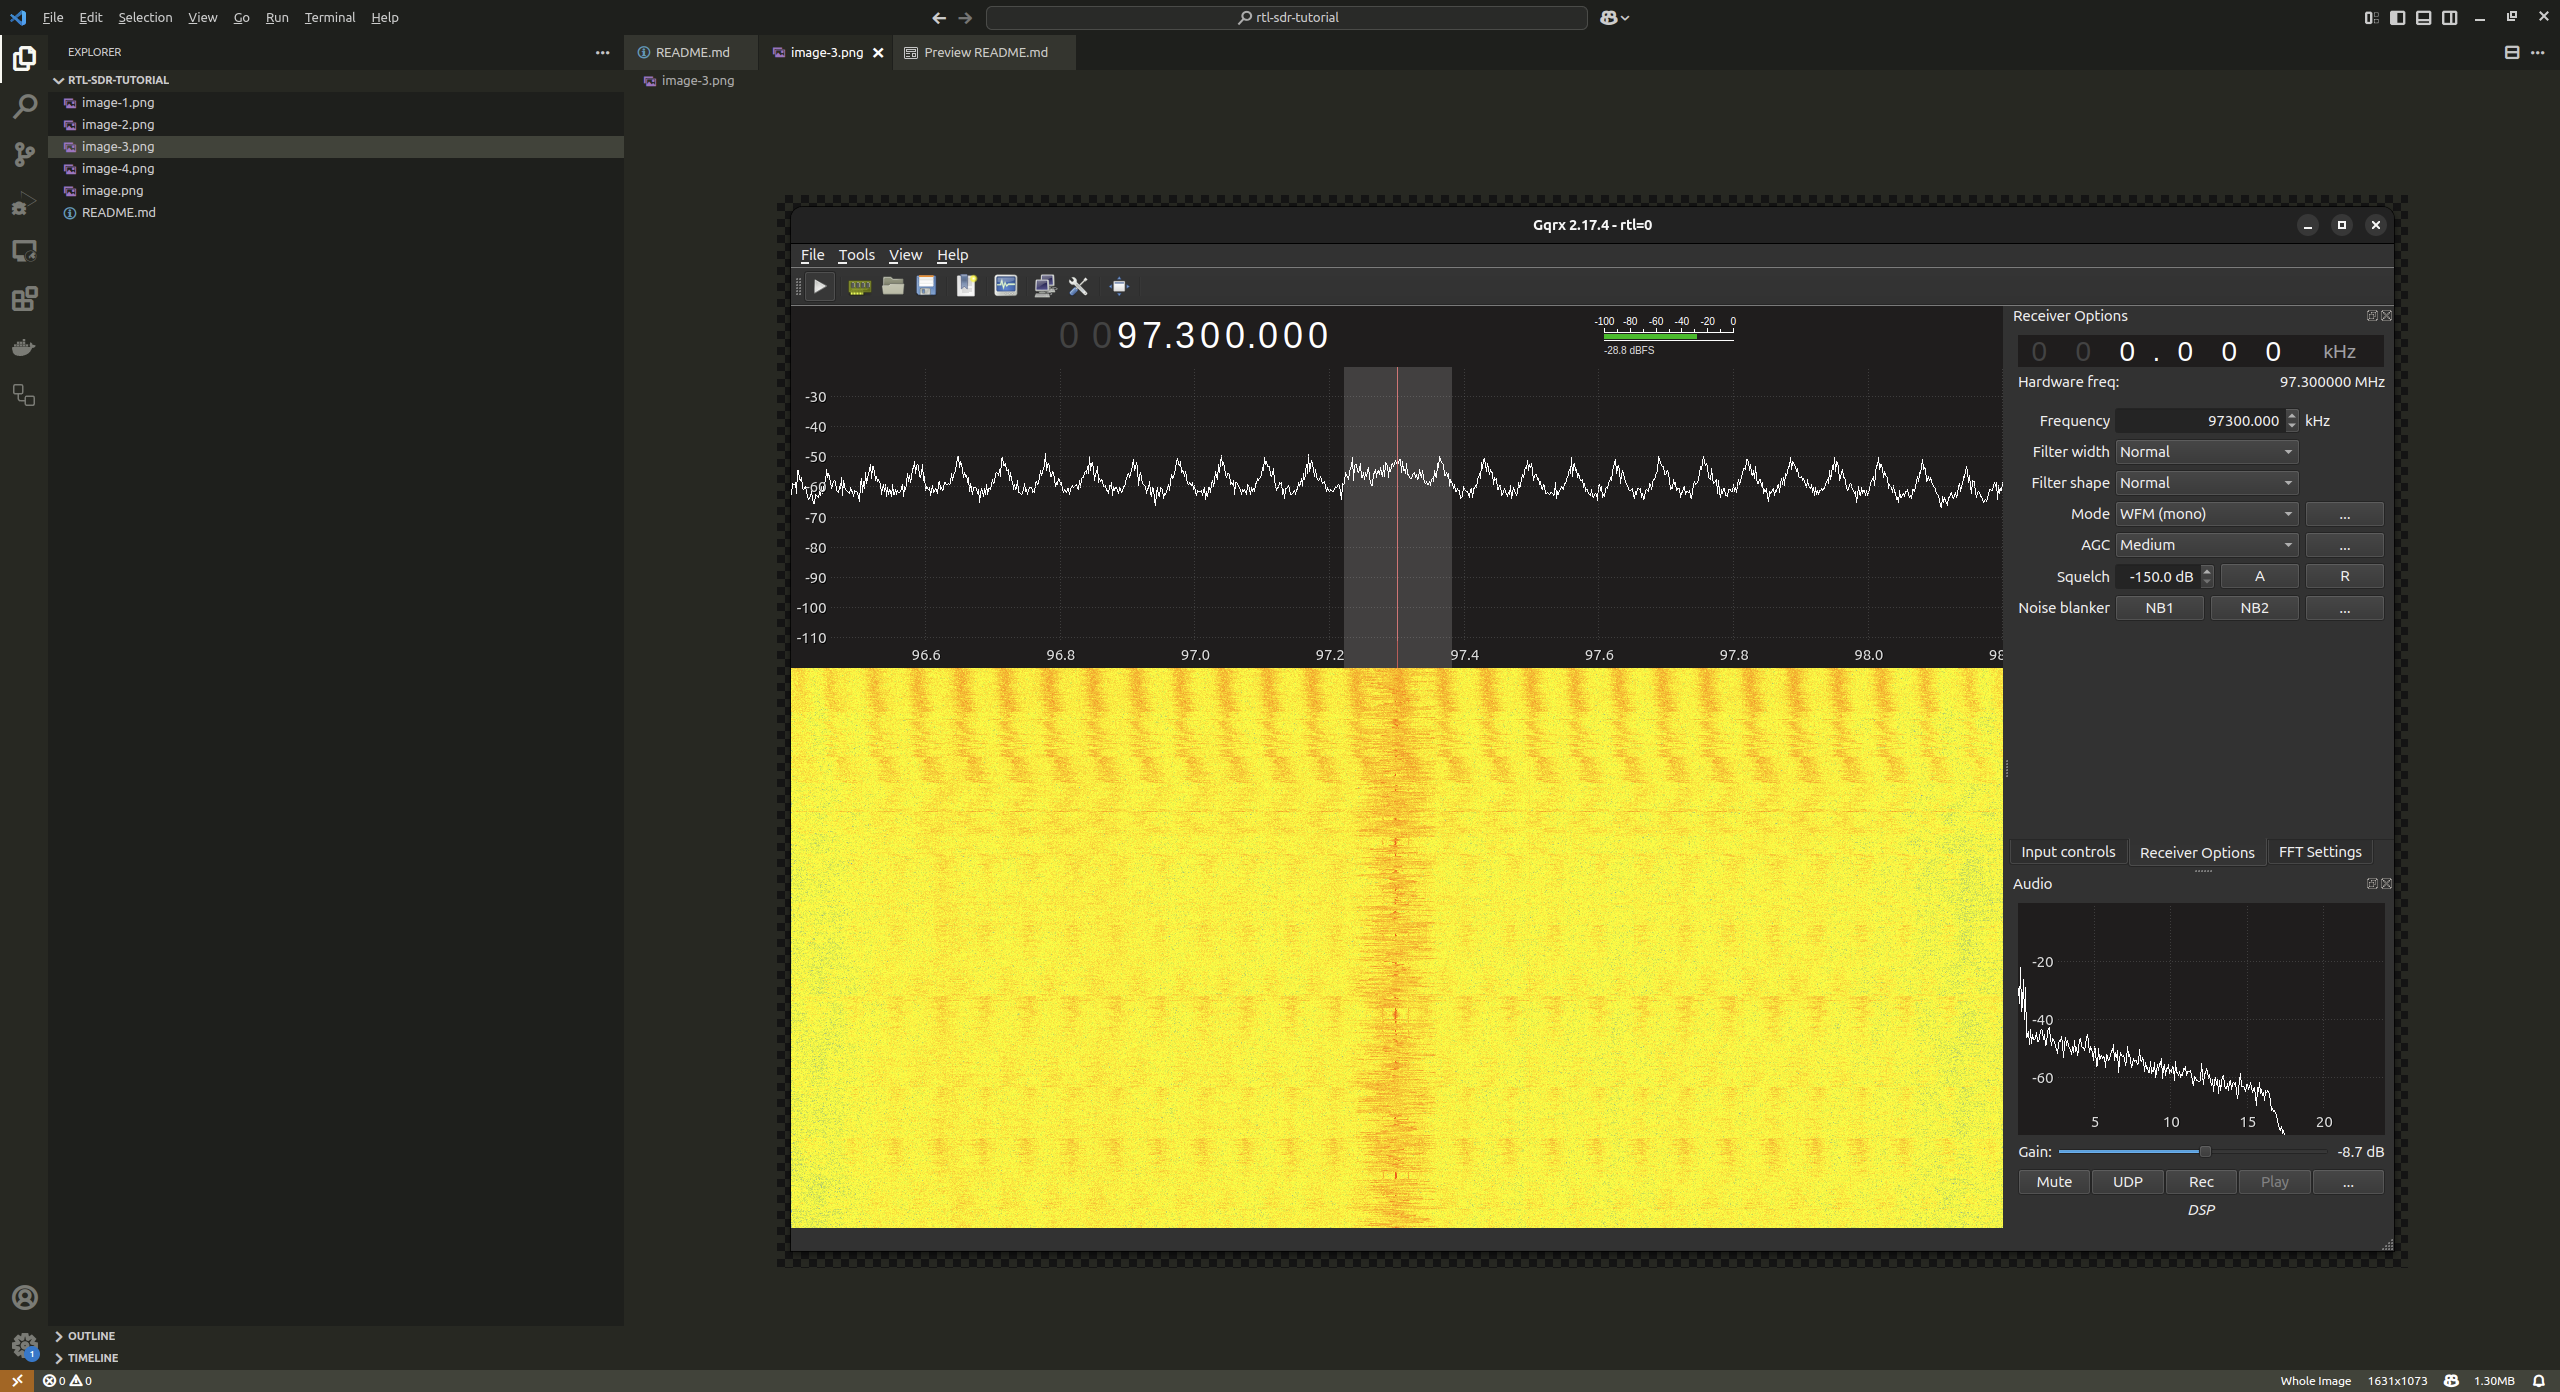 File Edit Selection View Go Run Terminal Help
rtl-sdr-tutorial
EXPLORER
RTL-SDR-TUTORIAL
image-1.png
image-2.png
image-3.png
image-4.png
image.png
README.md
OUTLINE
TIMELINE
README.md image-3.png Preview README.md
image-3.png
Gqrx 2.17.4 - rtl=0
File Tools View Help
0 097.300.000
-100 -80 -60 -40 -20 0
-28.8 dBFS
-30
-40
-50
-60
-70
-80
-90
-100
-110
96.6 96.8 97.0 97.2 97.4 97.6 97.8 98.0 98
Receiver Options
0 0 0.000 kHz
Hardware freq: 97.300000 MHz
Frequency 97300.000 kHz
Filter width Normal
Filter shape Normal
Mode WFM (mono) ...
AGC Medium ...
Squelch -150.0 dB A R
Noise blanker NB1 NB2 ...
Input controls Receiver Options FFT Settings
Audio
-20
-40
-60
5 10 15 20
Gain: -8.7 dB
Mute UDP Rec Play ...
DSP
1
0 0
Whole Image 1631x1073 1.30MB